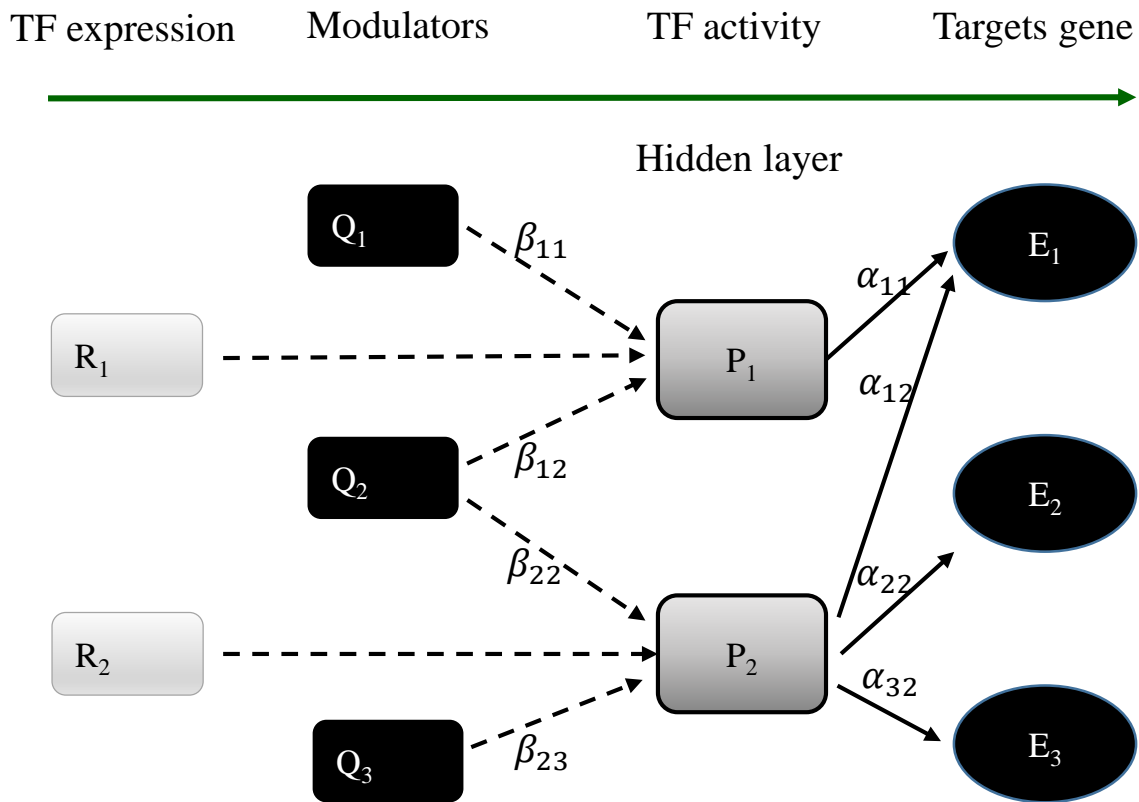 TF expression Modulators TF activity Targets gene
Hidden layer
Q₁
β₁₁
E₁
α₁₁
R₁
P₁
α₁₂
β₁₂
Q₂
E₂
β₂₂
α₂₂
R₂
P₂
α₃₂
Q₃
β₂₃
E₃